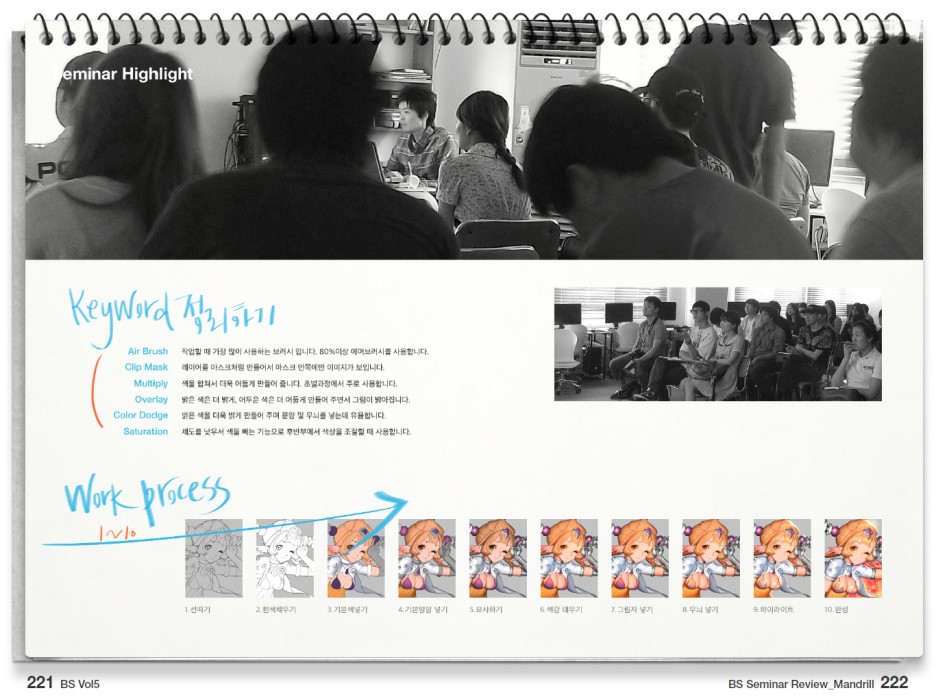 Seminar Highlight
PO
Keyword 정리하기
Air Brush 작업할 때 가장 많이 사용하는 브러시 입니다. 80%이상 에어브러시를 사용합니다.
Clip Mask 레이어를 마스크처럼 만들어서 마스크 안쪽에만 이미지가 보입니다.
Multiply 색을 합쳐서 더욱 어둡게 만들어 줍니다. 초벌과정에서 주로 사용합니다.
Overlay 밝은 색은 더 밝게, 어두운 색은 더 어둡게 만들어 주면서 그림이 밝아집니다.
Color Dodge 밝은 색을 더욱 밝게 만들어 주며 문양 및 무늬를 넣는데 유용합니다.
Saturation 채도를 낮춰서 색을 빼는 기능으로 후반부에서 색상을 조절할 때 사용합니다.
Work process
1~10
1.선따기 2.흰색채우기 3.기본색넣기 4.기본명암 넣기 5.묘사하기 6.색감 태우기 7.그림자 넣기 8.무늬 넣기 9.하이라이트 10.완성
221 BS Vol5 BS Seminar Review_Mandrill 222